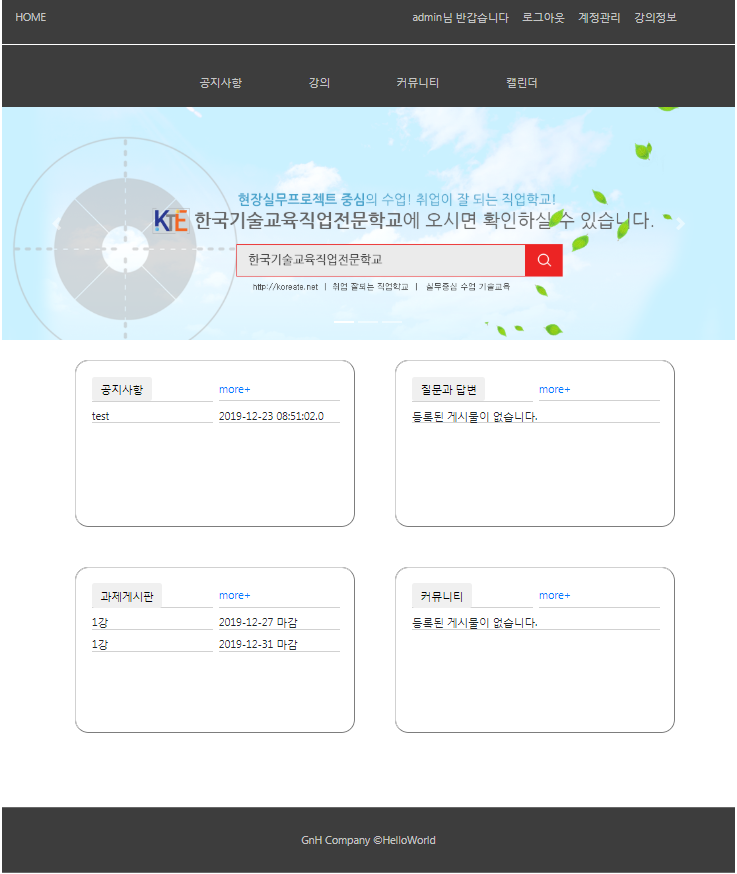 HOME admin님 반갑습니다 로그아웃 계정관리 강의정보
공지사항 강의 커뮤니티 캘린더
현장실무프로젝트 중심의 수업! 취업이 잘 되는 직업학교!
KTE 한국기술교육직업전문학교에 오시면 확인하실 수 있습니다.
한국기술교육직업전문학교
http://koreate.net | 취업 잘되는 직업학교 | 실무중심 수업 기술교육
공지사항 more+
test 2019-12-23 08:51:02.0
질문과 답변 more+
등록된 게시물이 없습니다.
과제게시판 more+
1강 2019-12-27 마감
1강 2019-12-31 마감
커뮤니티 more+
등록된 게시물이 없습니다.
GnH Company ©HelloWorld